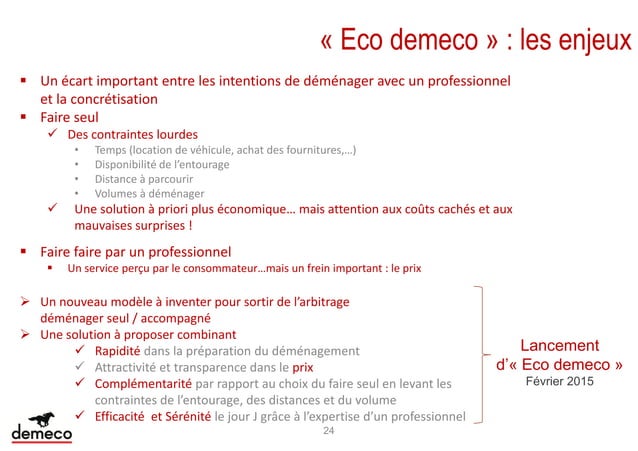 « Eco demeco » : les enjeux
▪ Un écart important entre les intentions de déménager avec un professionnel
et la concrétisation
▪ Faire seul
✓ Des contraintes lourdes
• Temps (location de véhicule, achat des fournitures,…)
• Disponibilité de l’entourage
• Distance à parcourir
• Volumes à déménager
✓ Une solution à priori plus économique… mais attention aux coûts cachés et aux
mauvaises surprises !
▪ Faire faire par un professionnel
▪ Un service perçu par le consommateur…mais un frein important : le prix
➢ Un nouveau modèle à inventer pour sortir de l’arbitrage
déménager seul / accompagné
➢ Une solution à proposer combinant
✓ Rapidité dans la préparation du déménagement
✓ Attractivité et transparence dans le prix
✓ Complémentarité par rapport au choix du faire seul en levant les
contraintes de l’entourage, des distances et du volume
✓ Efficacité et Sérénité le jour J grâce à l’expertise d’un professionnel
Lancement
d’« Eco demeco »
Février 2015
demeco
24